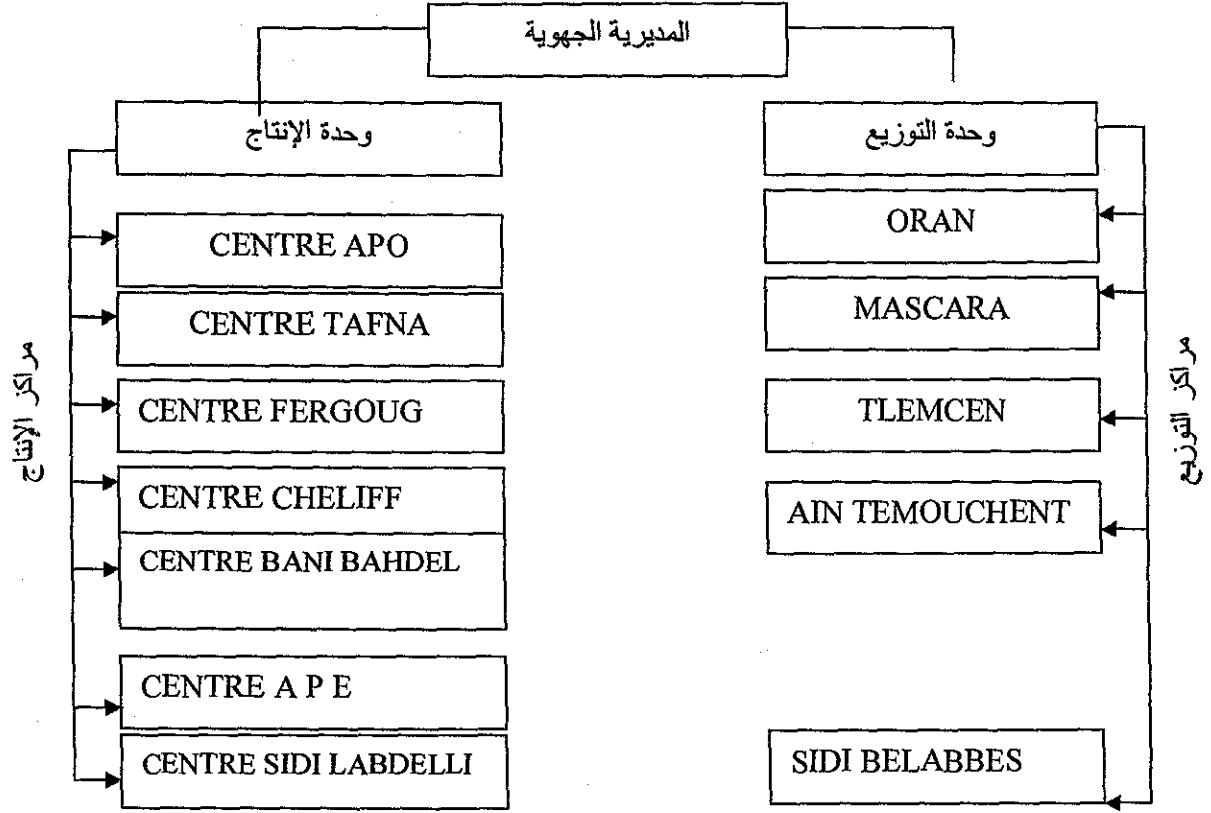 المديرية الجهوية
وحدة الإنتاج
وحدة التوزيع
مراكز الإنتاج
CENTRE APO
CENTRE TAFNA
CENTRE FERGOUG
CENTRE CHELIFF
CENTRE BANI BAHDEL
CENTRE A P E
CENTRE SIDI LABDELLI
ORAN
MASCARA
TLEMCEN
AIN TEMOUCHENT
SIDI BELABBES
مراكز التوزيع